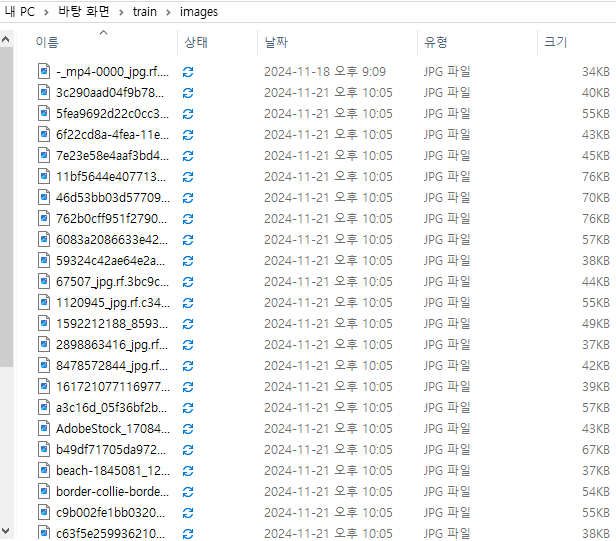 내 PC > 바탕 화면 > train > images
이름 상태 날짜 유형 크기
-_mp4-0000_jpg.rf.... 2024-11-18 오후 9:09 JPG 파일 34KB
3c290aad04f9b78... 2024-11-21 오후 10:05 JPG 파일 40KB
5fea9692d22c0cc3... 2024-11-21 오후 10:05 JPG 파일 55KB
6f22cd8a-4fea-11e... 2024-11-21 오후 10:05 JPG 파일 43KB
7e23e58e4aaf3bd4... 2024-11-21 오후 10:05 JPG 파일 45KB
11bf5644e407713... 2024-11-21 오후 10:05 JPG 파일 76KB
46d53bb03d57709... 2024-11-21 오후 10:05 JPG 파일 70KB
762b0cff951f2790... 2024-11-21 오후 10:05 JPG 파일 76KB
6083a2086633e42... 2024-11-21 오후 10:05 JPG 파일 57KB
59324c42ae64e2a... 2024-11-21 오후 10:05 JPG 파일 38KB
67507_jpg.rf.3bc9c... 2024-11-21 오후 10:05 JPG 파일 44KB
1120945_jpg.rf.c34... 2024-11-21 오후 10:05 JPG 파일 55KB
1592212188_8593... 2024-11-21 오후 10:05 JPG 파일 49KB
2898863416_jpg.rf... 2024-11-21 오후 10:05 JPG 파일 37KB
8478572844_jpg.rf... 2024-11-21 오후 10:05 JPG 파일 42KB
161721077116977... 2024-11-21 오후 10:05 JPG 파일 39KB
a3c16d_05f36bf2b... 2024-11-21 오후 10:05 JPG 파일 57KB
AdobeStock_17084... 2024-11-21 오후 10:05 JPG 파일 43KB
b49df71705da972... 2024-11-21 오후 10:05 JPG 파일 67KB
beach-1845081_12... 2024-11-21 오후 10:05 JPG 파일 37KB
border-collie-borde... 2024-11-21 오후 10:05 JPG 파일 54KB
c9b002fe1bb0320... 2024-11-21 오후 10:05 JPG 파일 55KB
c63f5e259936210... 2024-11-21 오후 10:05 JPG 파일 38KB